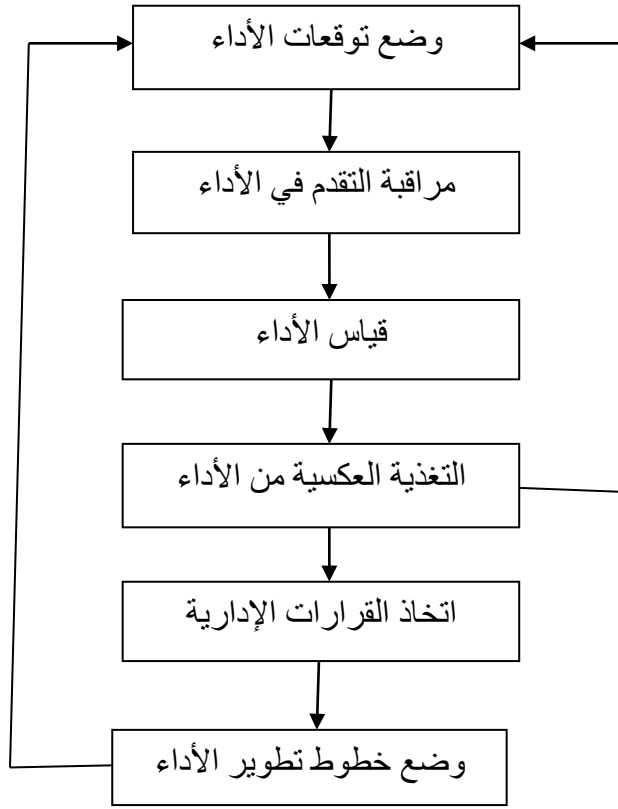 وضع توقعات الأداء
مراقبة التقدم في الأداء
قياس الأداء
التغذية العكسية من الأداء
اتخاذ القرارات الإدارية
وضع خطوط تطوير الأداء